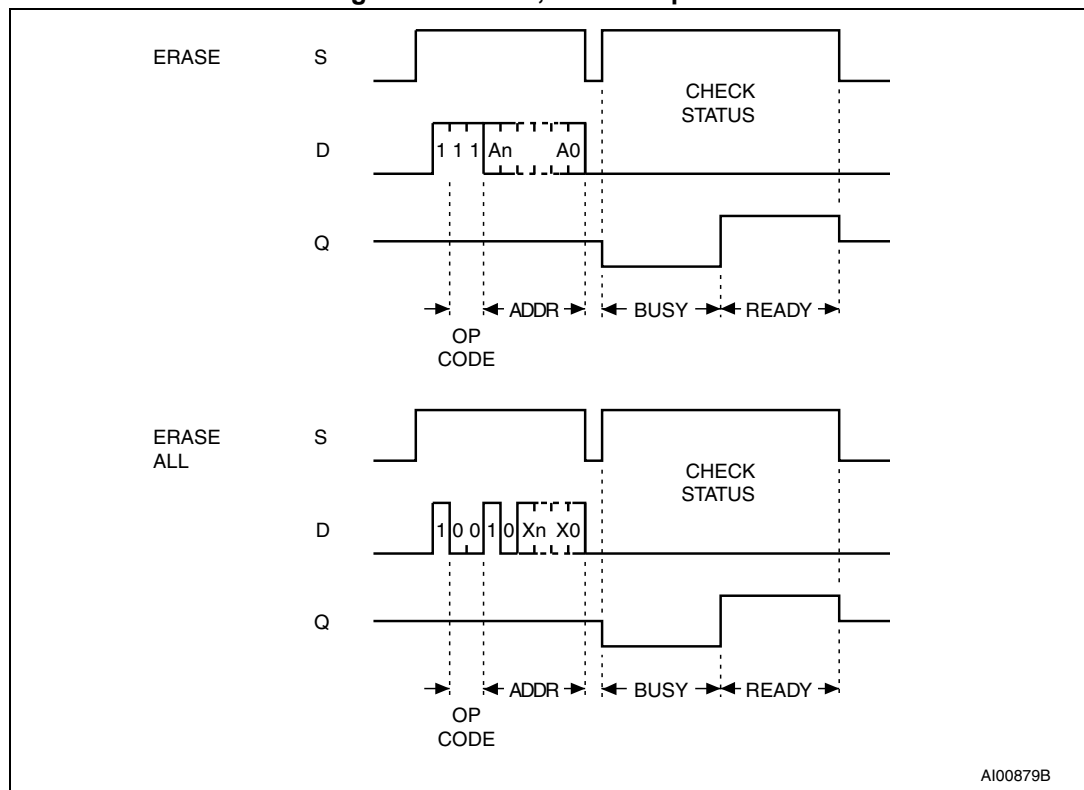 ERASE S
CHECK
STATUS
D 1 1 1 An A0
Q
ADDR BUSY READY
OP
CODE
ERASE
ALL
S
CHECK
STATUS
D 1 0 0 1 0 Xn X0
Q
ADDR BUSY READY
OP
CODE
AI00879B